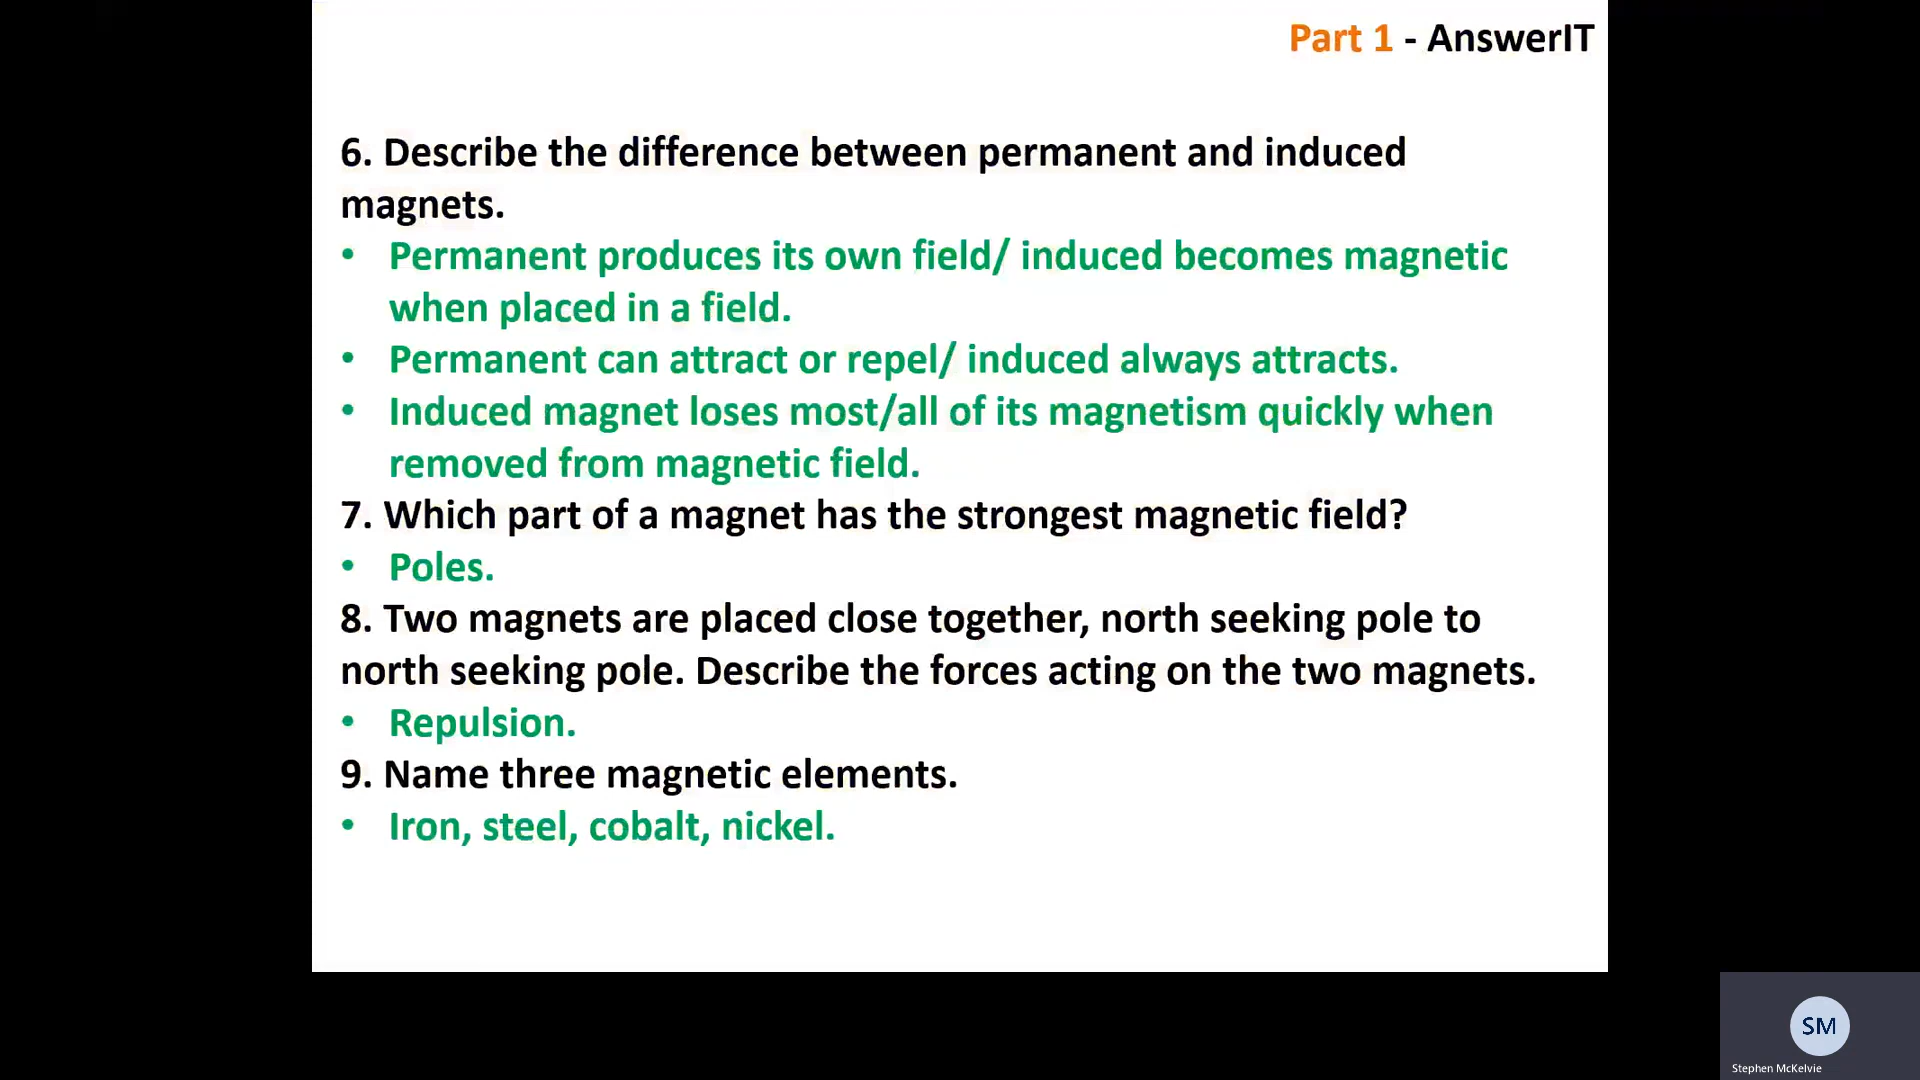 Part 1 - AnswerIT
6. Describe the difference between permanent and induced
magnets.
• Permanent produces its own field/ induced becomes magnetic
when placed in a field.
• Permanent can attract or repel/ induced always attracts.
• Induced magnet loses most/all of its magnetism quickly when
removed from magnetic field.
7. Which part of a magnet has the strongest magnetic field?
• Poles.
8. Two magnets are placed close together, north seeking pole to
north seeking pole. Describe the forces acting on the two magnets.
• Repulsion.
9. Name three magnetic elements.
• Iron, steel, cobalt, nickel.
SM
Stephen McKelvie